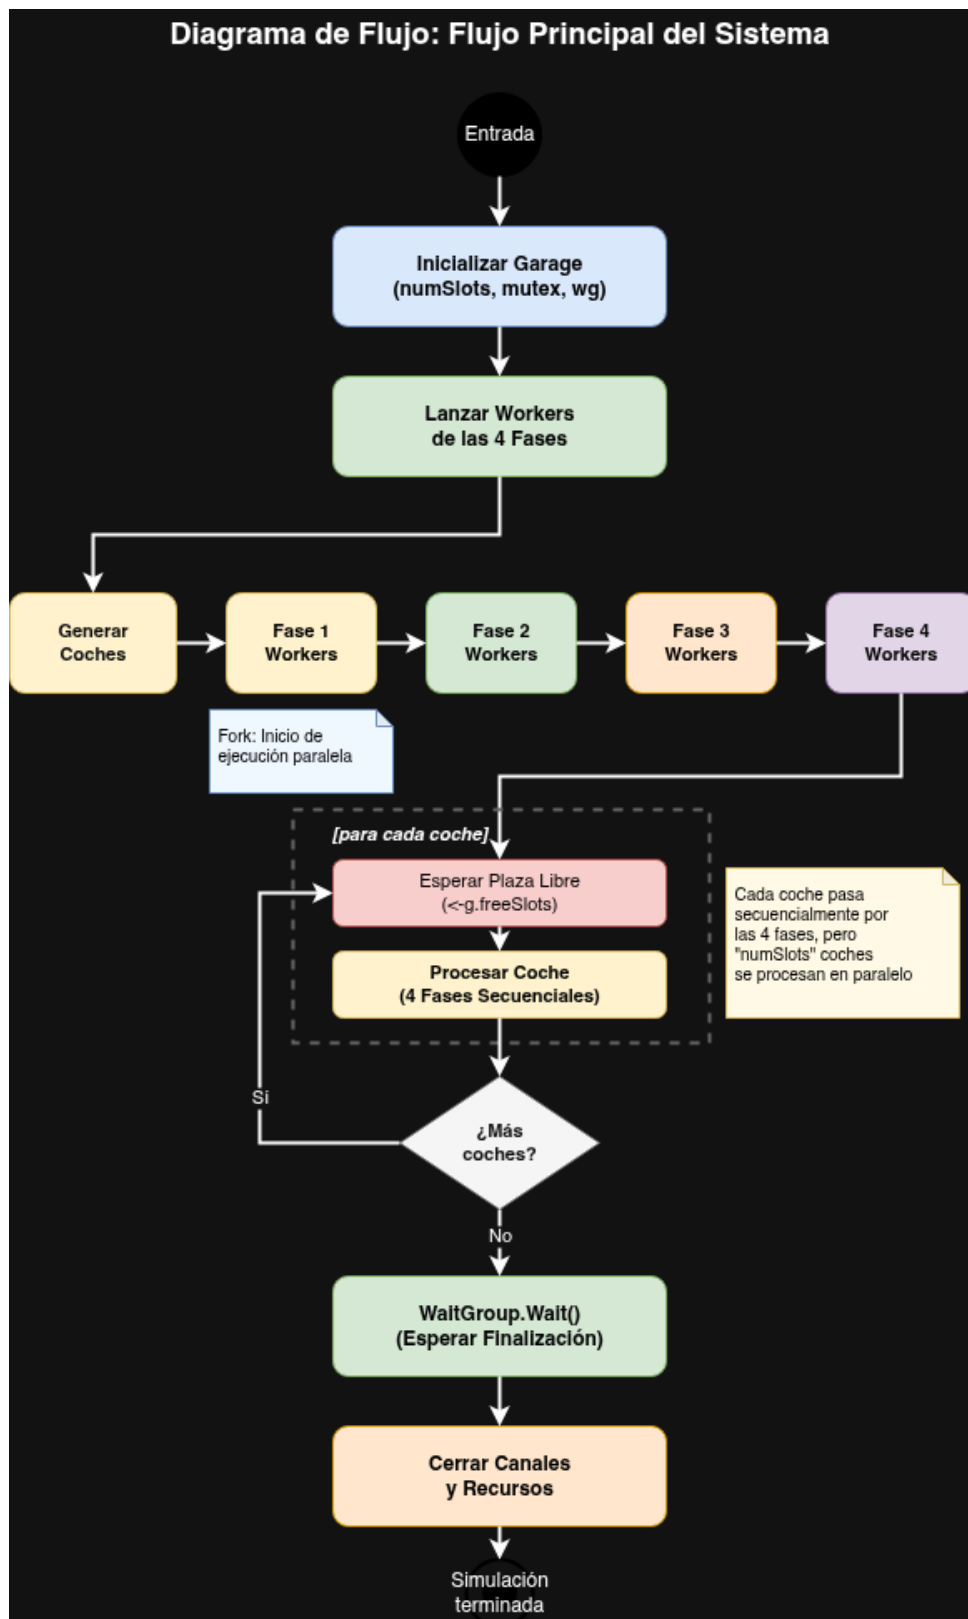 Diagrama de Flujo: Flujo Principal del Sistema
Entrada
Inicializar Garage
(numSlots, mutex, wg)
Lanzar Workers
de las 4 Fases
Generar
Coches
Fase 1
Workers
Fase 2
Workers
Fase 3
Workers
Fase 4
Workers
Fork: Inicio de
ejecución paralela
[para cada coche]
Esperar Plaza Libre
(<-g.freeSlots)
Procesar Coche
(4 Fases Secuenciales)
Cada coche pasa
secuencialmente por
las 4 fases, pero
"numSlots" coches
se procesan en paralelo
Sí
¿Más
coches?
No
WaitGroup.Wait()
(Esperar Finalización)
Cerrar Canales
y Recursos
Simulación
terminada